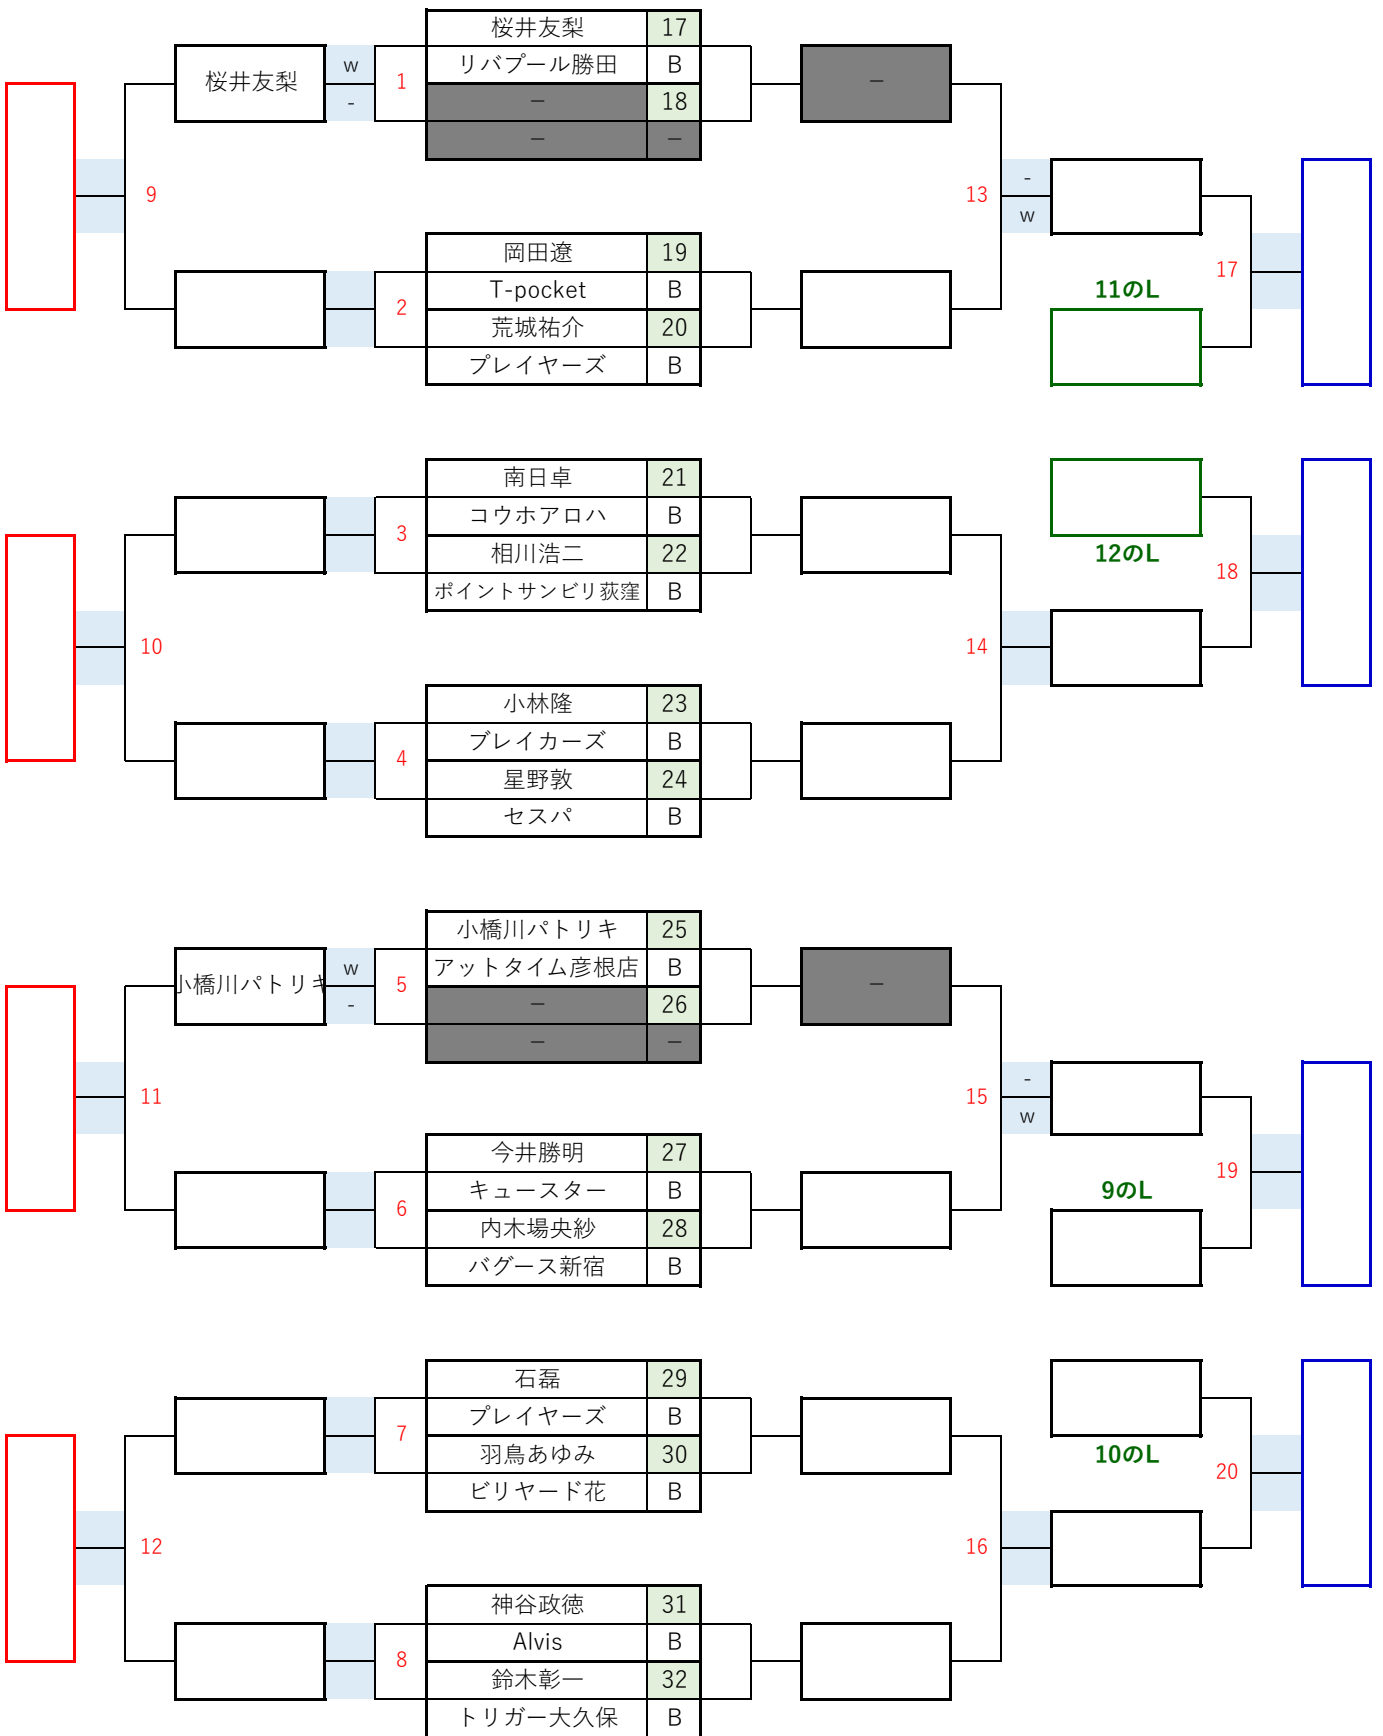 桜井友梨 17
リバプール勝田 B
桜井友梨 w 1 － 18 －
- － －
9 13 -
w
岡田遼 19
T-pocket B
2 荒城祐介 20
プレイヤーズ B
17
11のL
南日卓 21
コウホアロハ B
3 相川浩二 22
ポイントサンビリ荻窪 B
12のL 18
10 14
小林隆 23
ブレイカーズ B
4 星野敦 24
セスパ B
小橋川パトリキ 25
小橋川パトリキ w 5 アットタイム彦根店 B －
- － 26
－ －
11 15 -
w
今井勝明 27
キュースター B
6 内木場央紗 28
バグース新宿 B
9のL 19
石磊 29
プレイヤーズ B
7 羽鳥あゆみ 30
ビリヤード花 B
10のL 20
12 16
神谷政徳 31
Alvis B
8 鈴木彰一 32
トリガー大久保 B